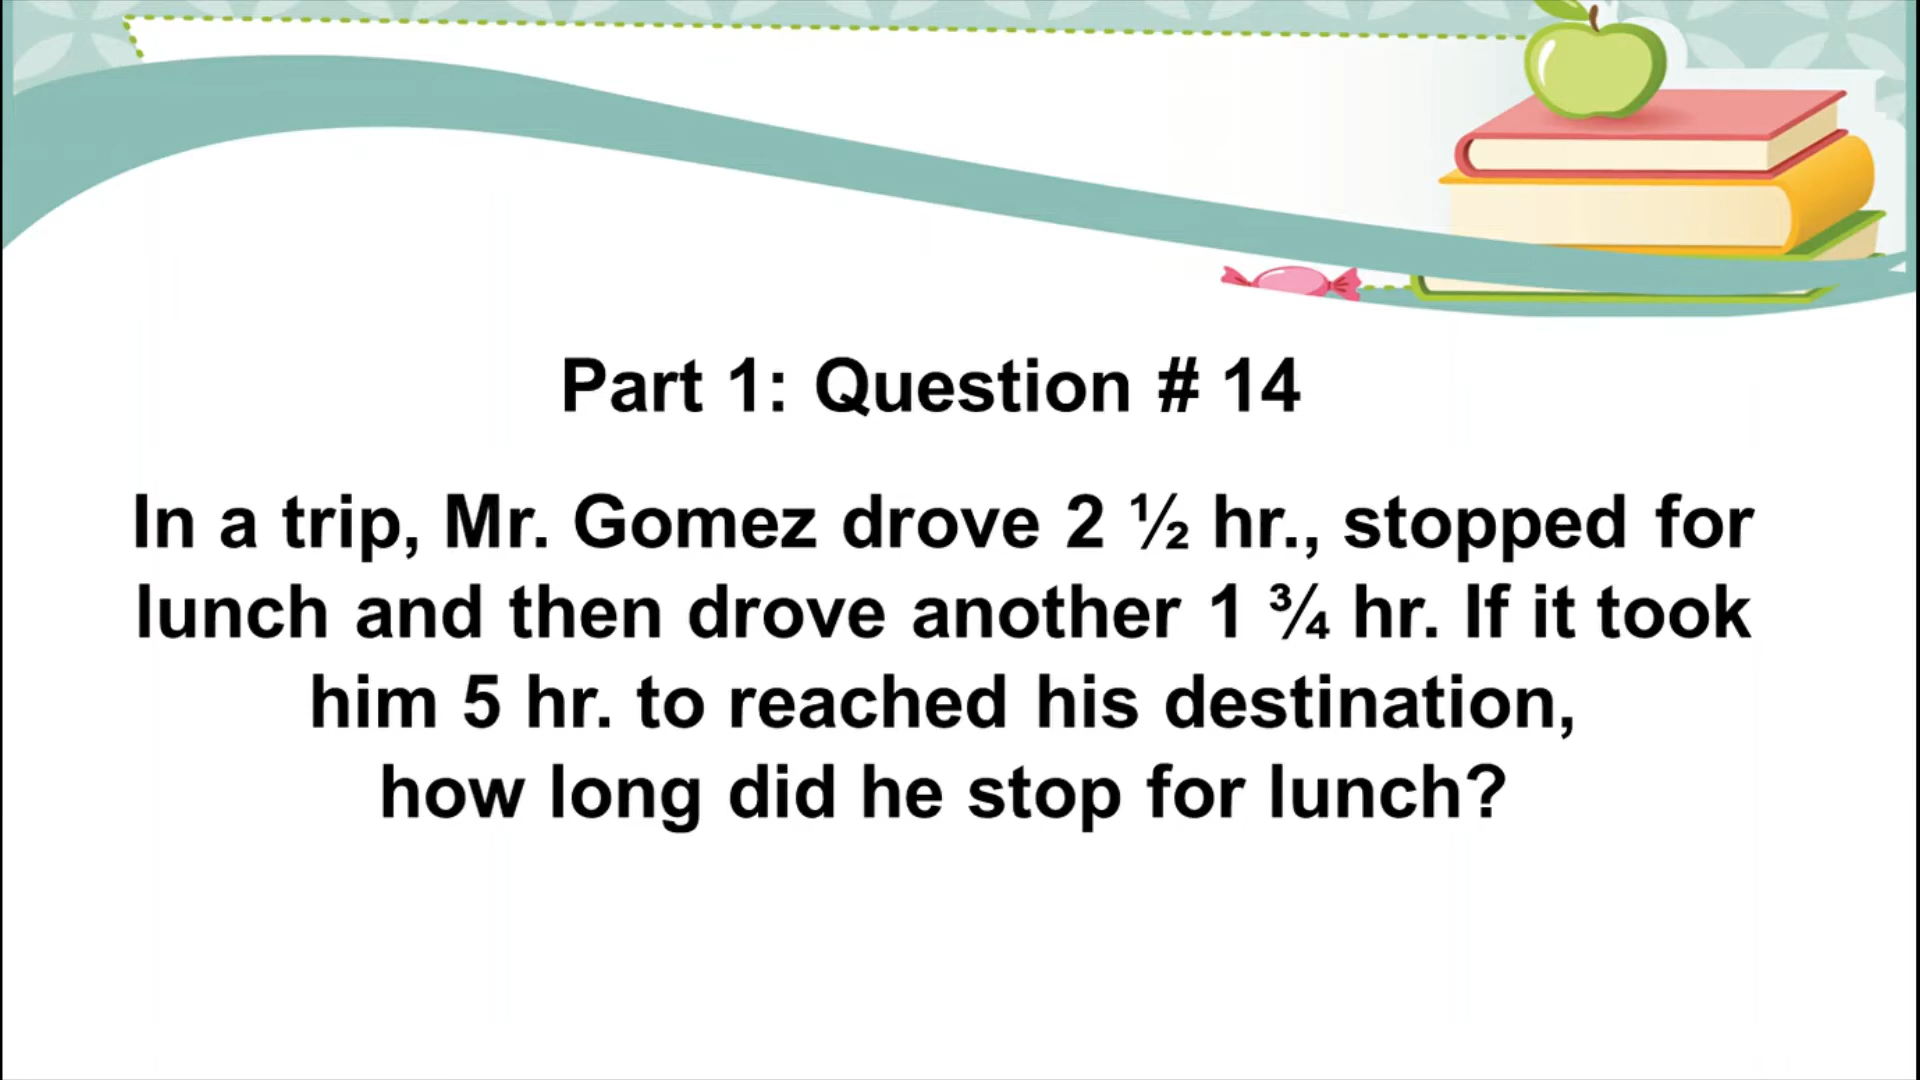 Part 1: Question # 14
In a trip, Mr. Gomez drove 2 ½ hr., stopped for
lunch and then drove another 1 ¾ hr. If it took
him 5 hr. to reached his destination,
how long did he stop for lunch?